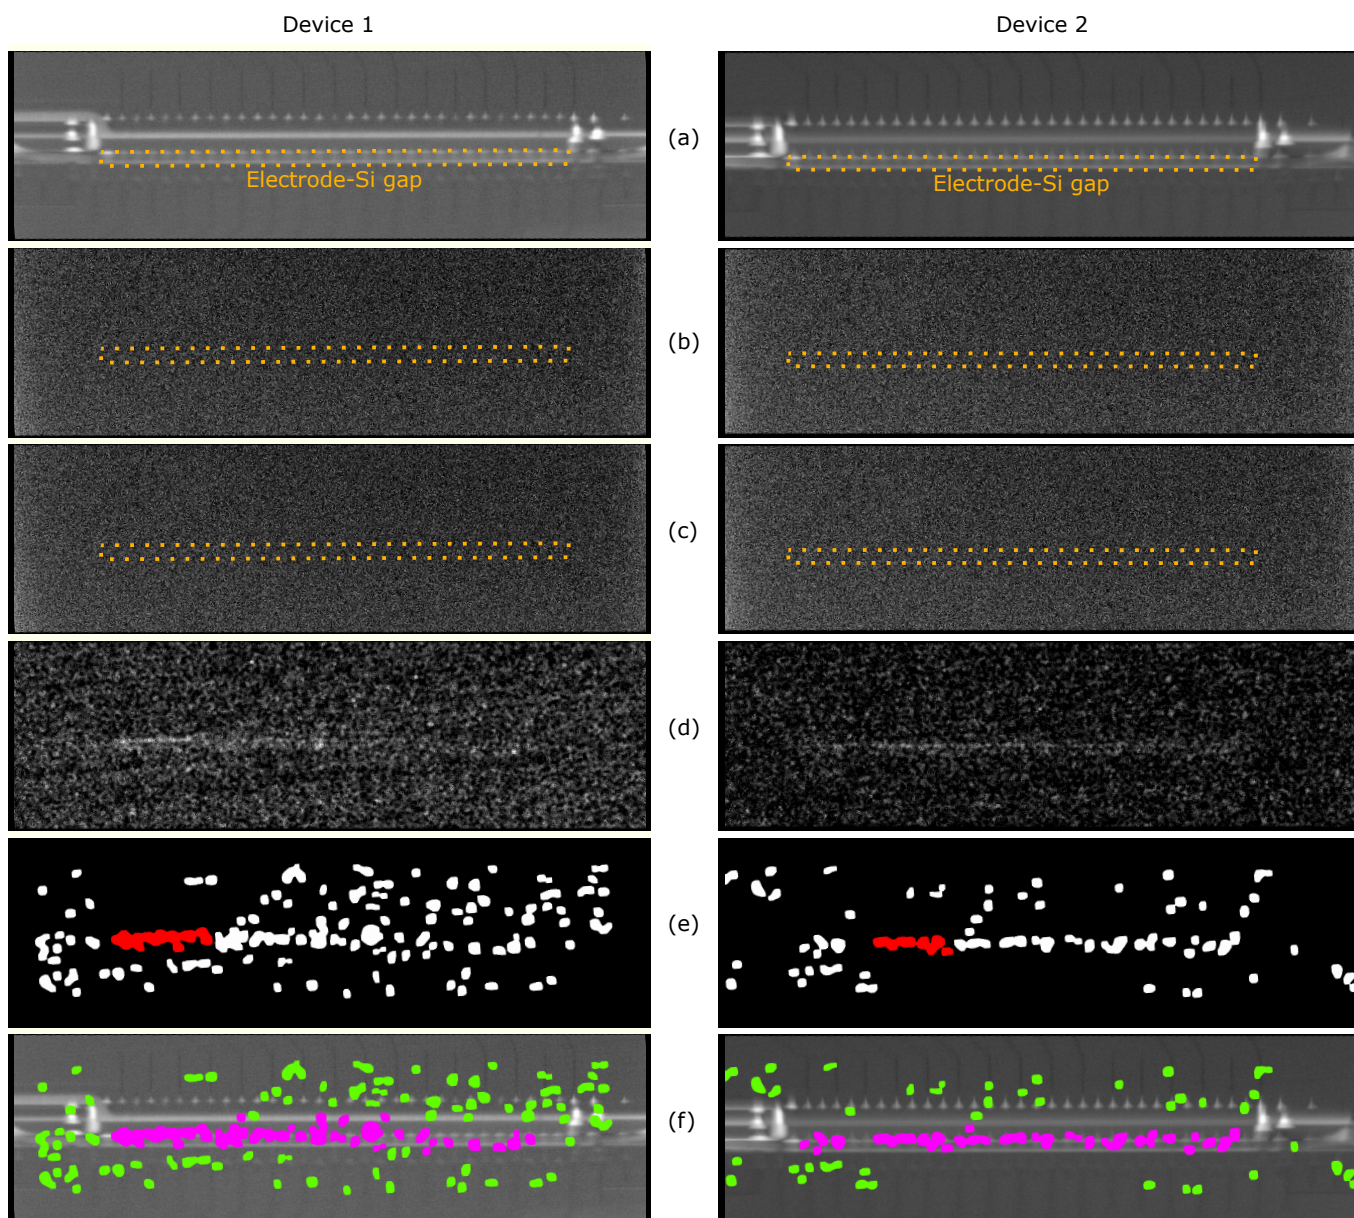 Device 1
Device 2
(a)
Electrode-Si gap
Electrode-Si gap
(b)
(c)
(d)
(e)
(f)